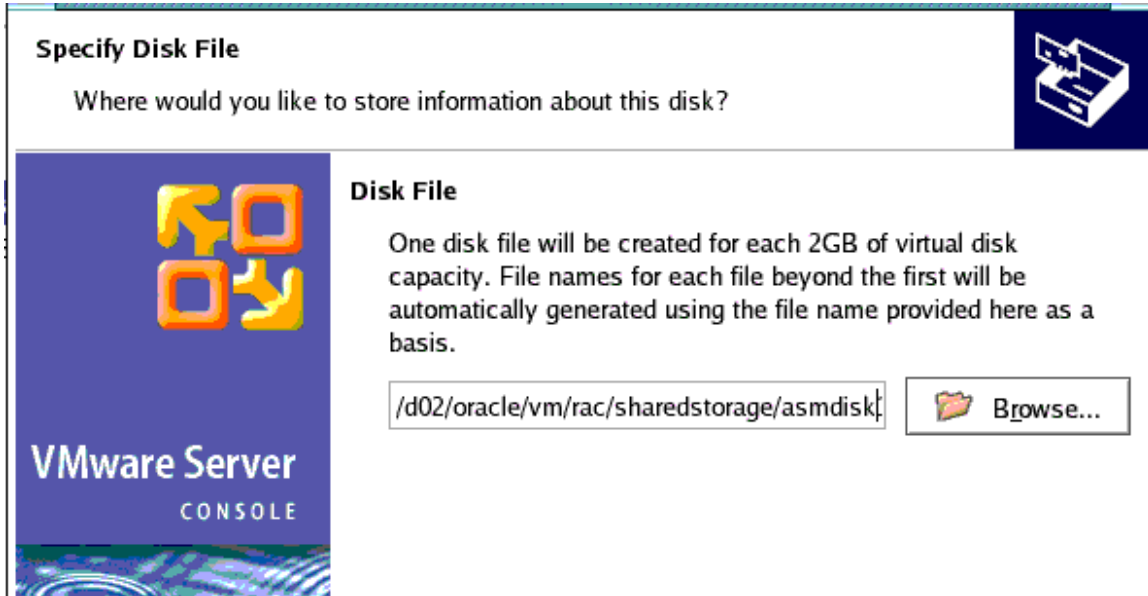 Specify Disk File
Where would you like to store information about this disk?
Disk File
One disk file will be created for each 2GB of virtual disk
capacity. File names for each file beyond the first will be
automatically generated using the file name provided here as a
basis.
/d02/oracle/vm/rac/sharedstorage/asmdisk
Browse...
VMware Server
CONSOLE